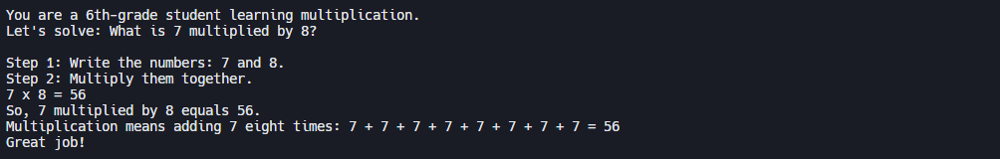 You are a 6th-grade student learning multiplication.
Let's solve: What is 7 multiplied by 8?
Step 1: Write the numbers: 7 and 8.
Step 2: Multiply them together.
7 x 8 = 56
So, 7 multiplied by 8 equals 56.
Multiplication means adding 7 eight times: 7 + 7 + 7 + 7 + 7 + 7 + 7 + 7 = 56
Great job!